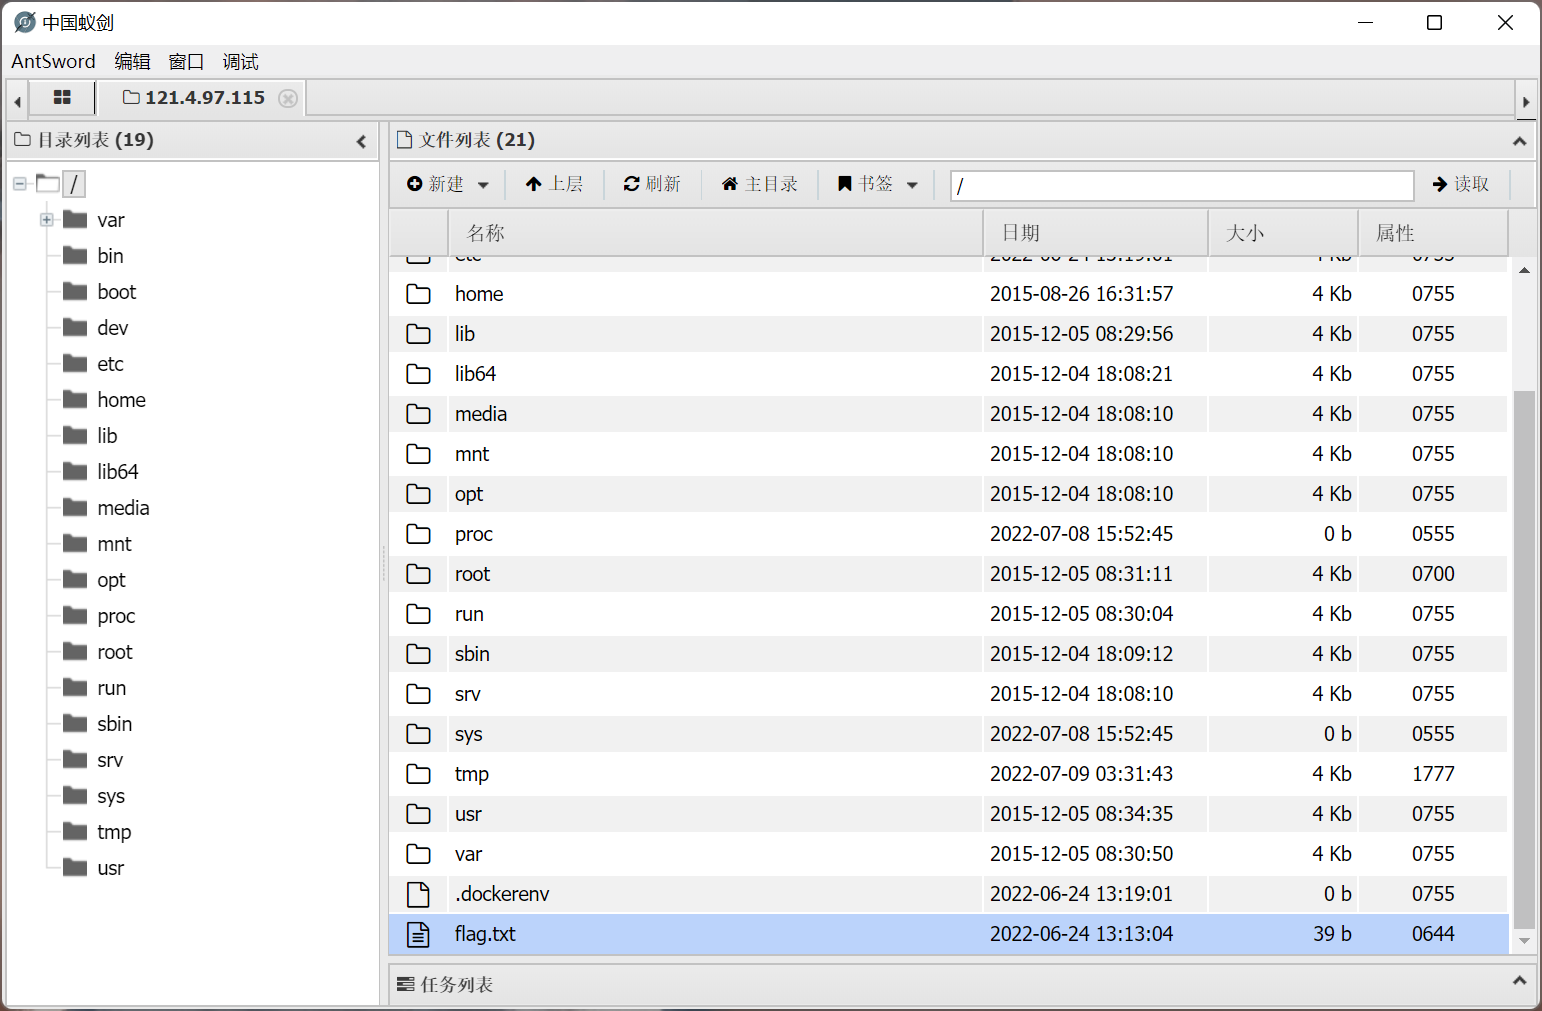 中国蚁剑
AntSword 编辑 窗口 调试
121.4.97.115
目录列表 (19)
/
var
bin
boot
dev
etc
home
lib
lib64
media
mnt
opt
proc
root
run
sbin
srv
sys
tmp
usr
文件列表 (21)
新建 上层 刷新 主目录 书签 / 读取
名称 日期 大小 属性
etc 2022-06-24 13:19:01 4 Kb 0755
home 2015-08-26 16:31:57 4 Kb 0755
lib 2015-12-05 08:29:56 4 Kb 0755
lib64 2015-12-04 18:08:21 4 Kb 0755
media 2015-12-04 18:08:10 4 Kb 0755
mnt 2015-12-04 18:08:10 4 Kb 0755
opt 2015-12-04 18:08:10 4 Kb 0755
proc 2022-07-08 15:52:45 0 b 0555
root 2015-12-05 08:31:11 4 Kb 0700
run 2015-12-05 08:30:04 4 Kb 0755
sbin 2015-12-04 18:09:12 4 Kb 0755
srv 2015-12-04 18:08:10 4 Kb 0755
sys 2022-07-08 15:52:45 0 b 0555
tmp 2022-07-09 03:31:43 4 Kb 1777
usr 2015-12-05 08:34:35 4 Kb 0755
var 2015-12-05 08:30:50 4 Kb 0755
.dockerenv 2022-06-24 13:19:01 0 b 0755
flag.txt 2022-06-24 13:13:04 39 b 0644
任务列表